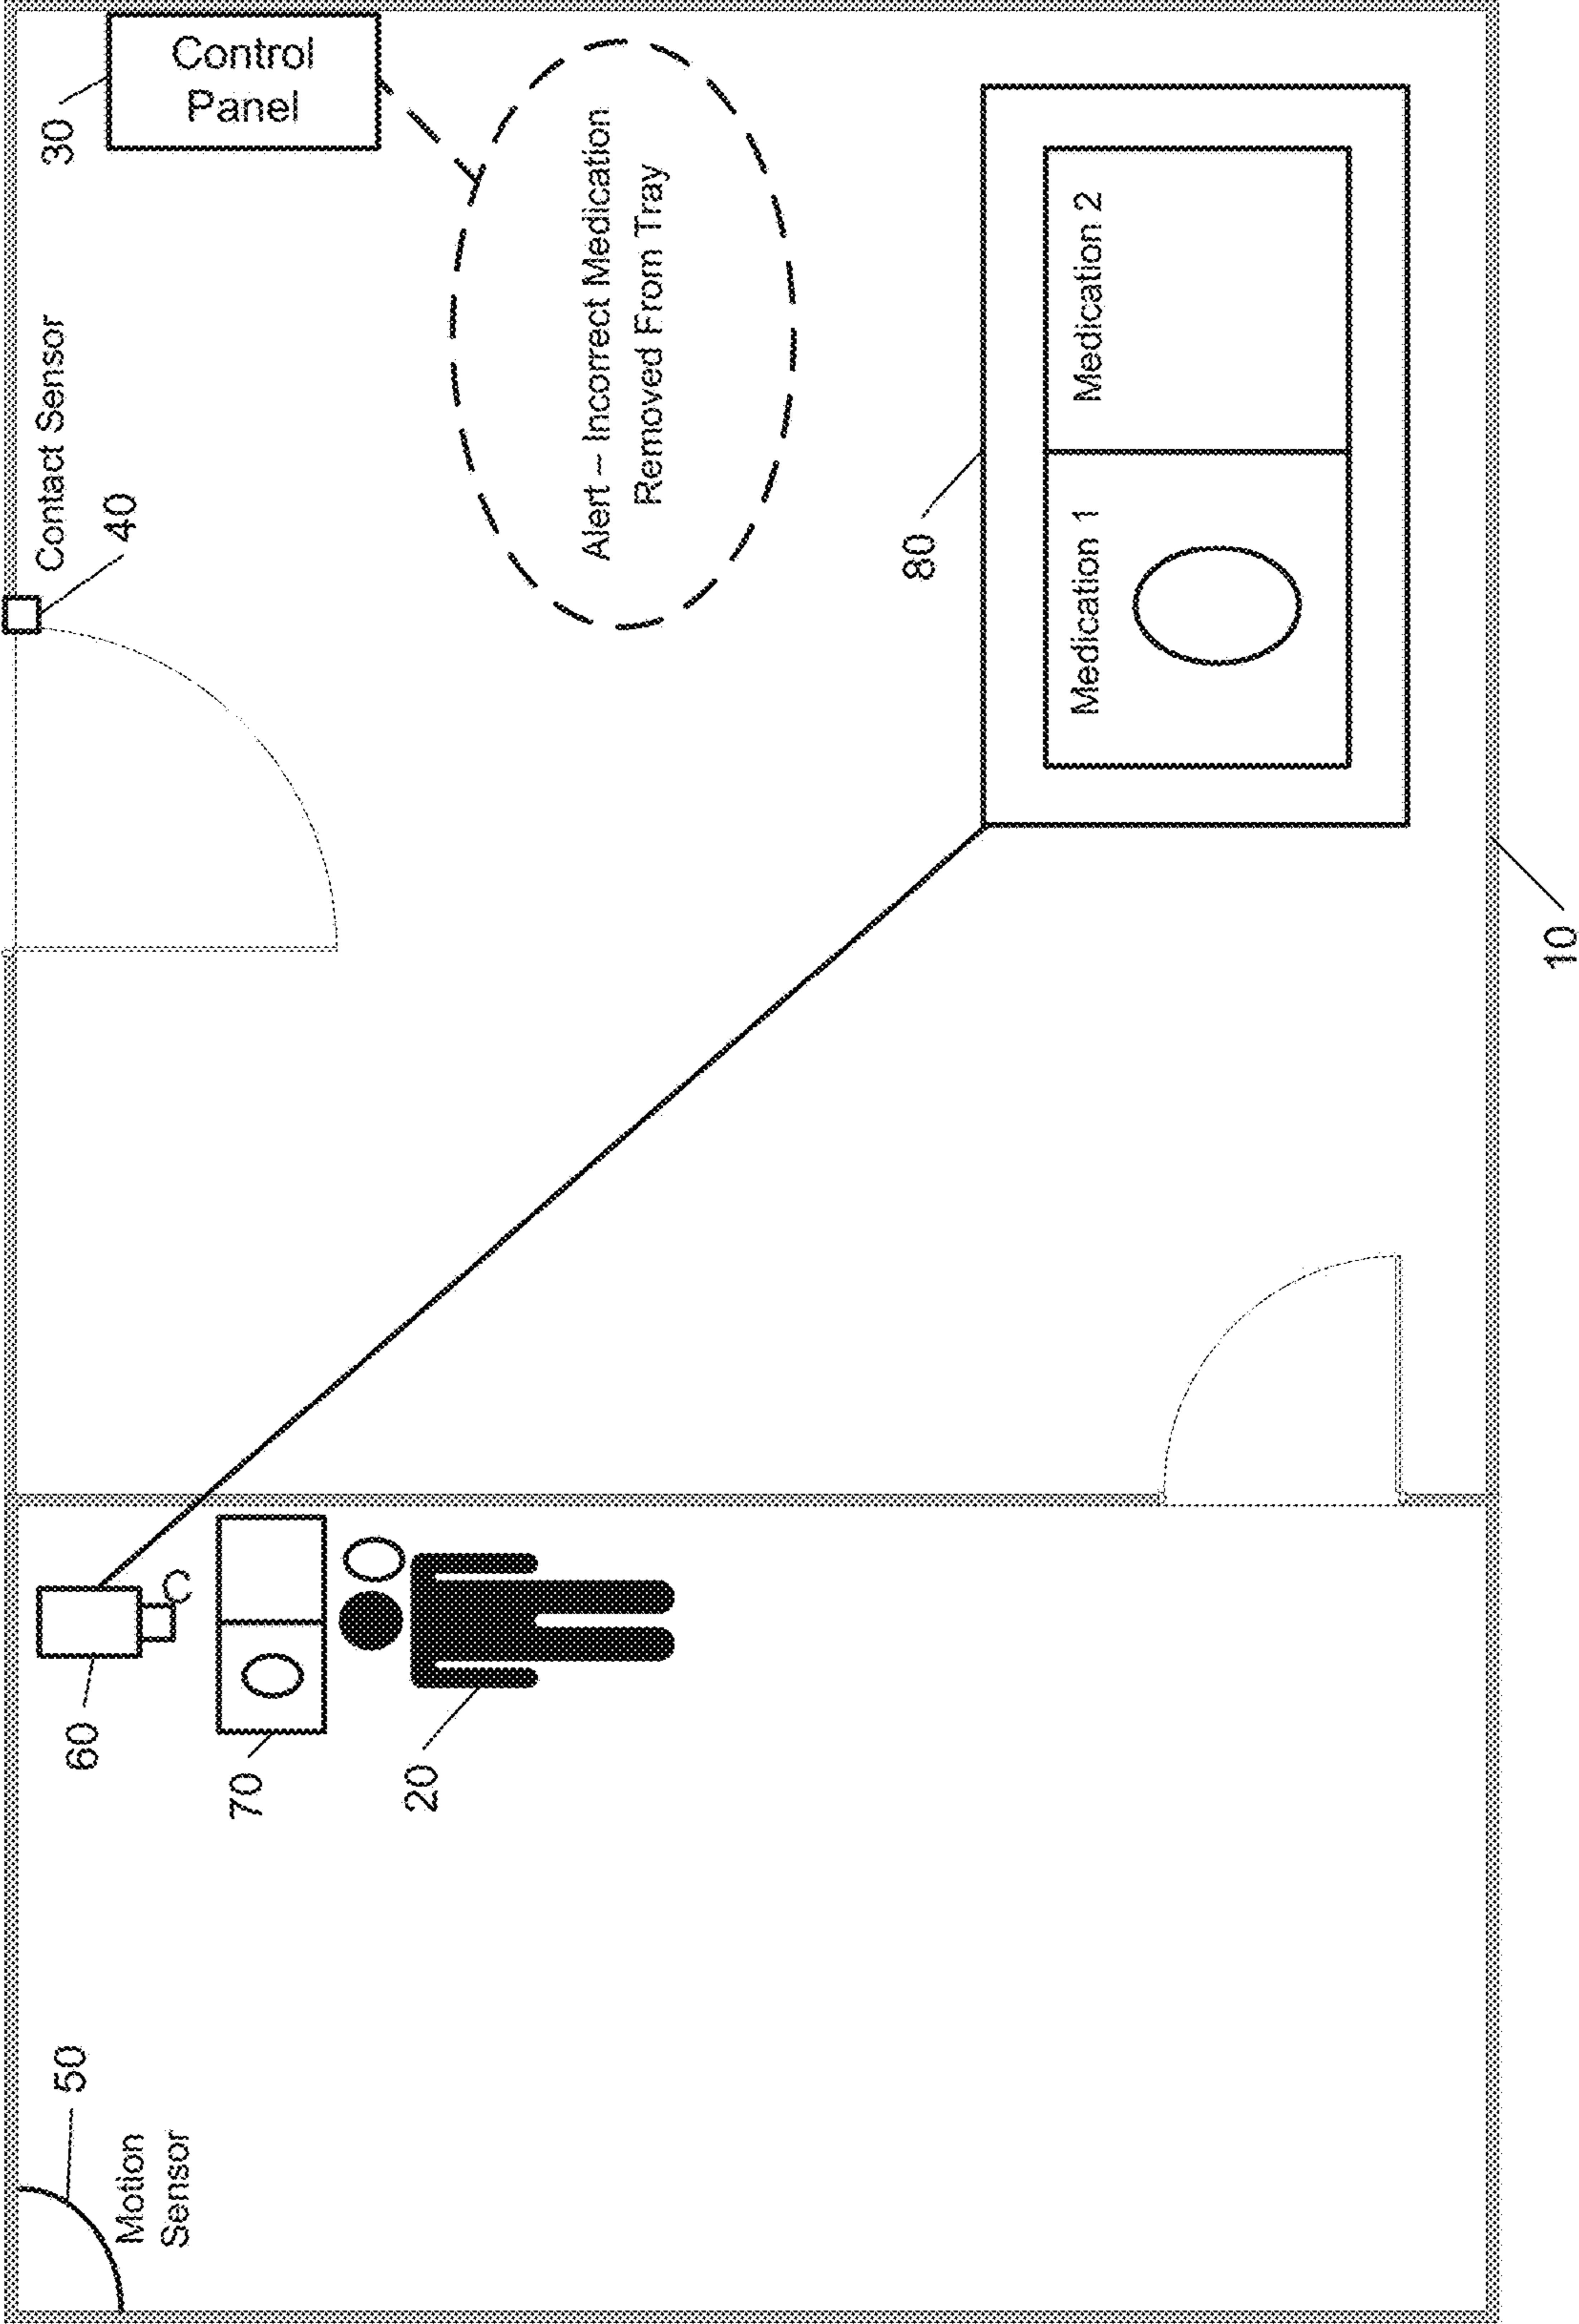 50
Motion
Sensor
60
C
70
20
Contact Sensor
40
30
Control
Panel
Alert – Incorrect Medication
Removed From Tray
80
Medication 1
Medication 2
10